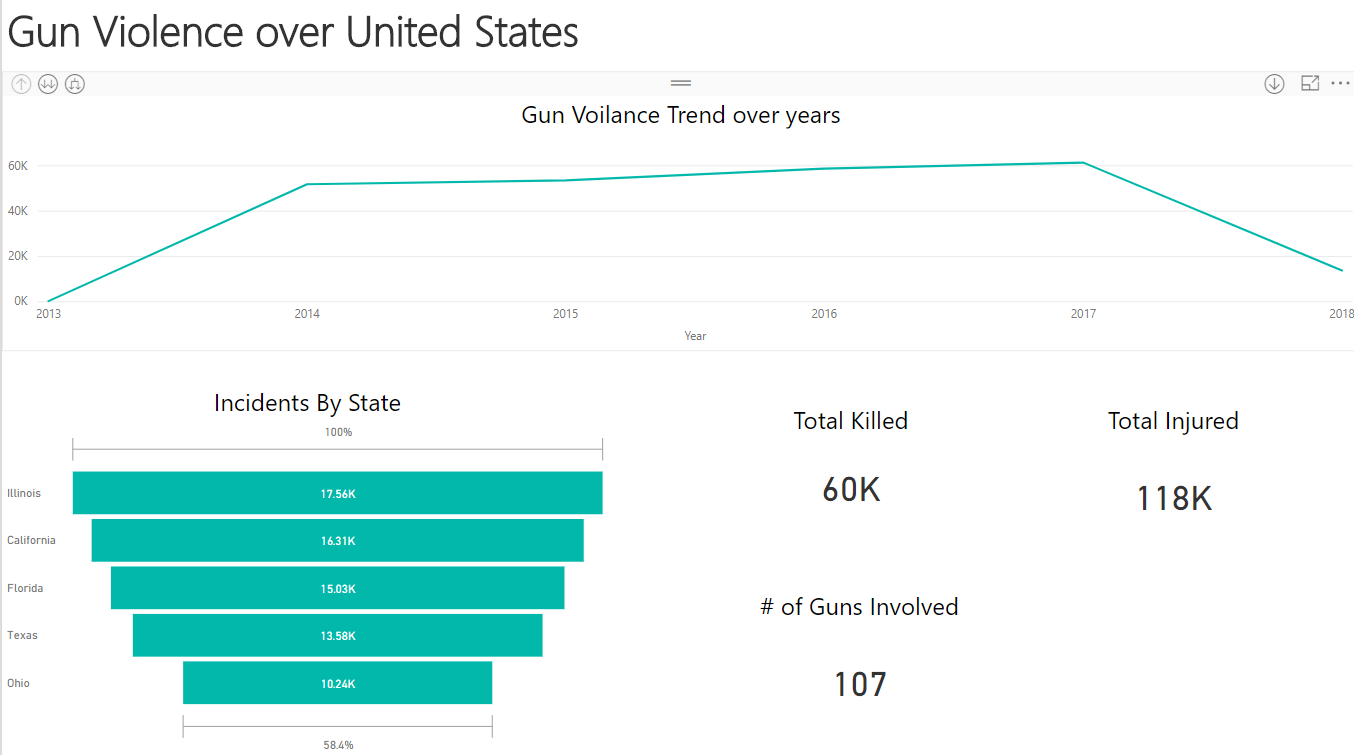 Gun Violence over United States
Gun Voilance Trend over years
60K
40K
20K
0K
2013 2014 2015 2016 2017 2018
Year
Incidents By State
100%
Illinois 17.56K
California 16.31K
Florida 15.03K
Texas 13.58K
Ohio 10.24K
58.4%
Total Killed
60K
Total Injured
118K
# of Guns Involved
107